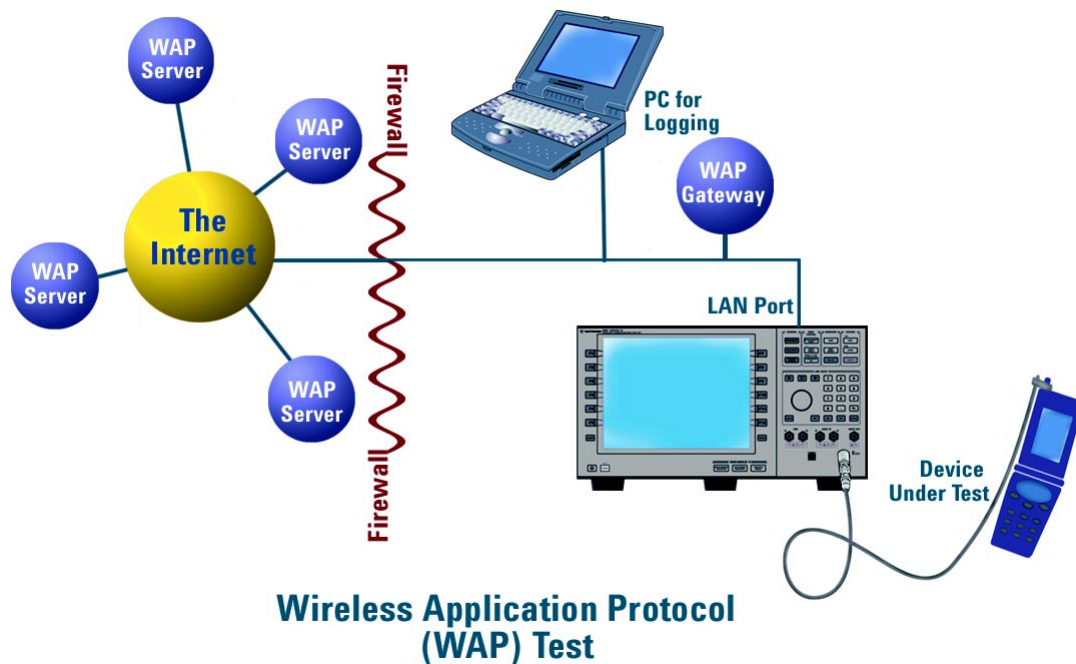 WAP
Server
WAP
Server
WAP
Server
WAP
Server
The
Internet
Firewall
Firewall
PC for
Logging
WAP
Gateway
LAN Port
Device
Under Test
Wireless Application Protocol
(WAP) Test